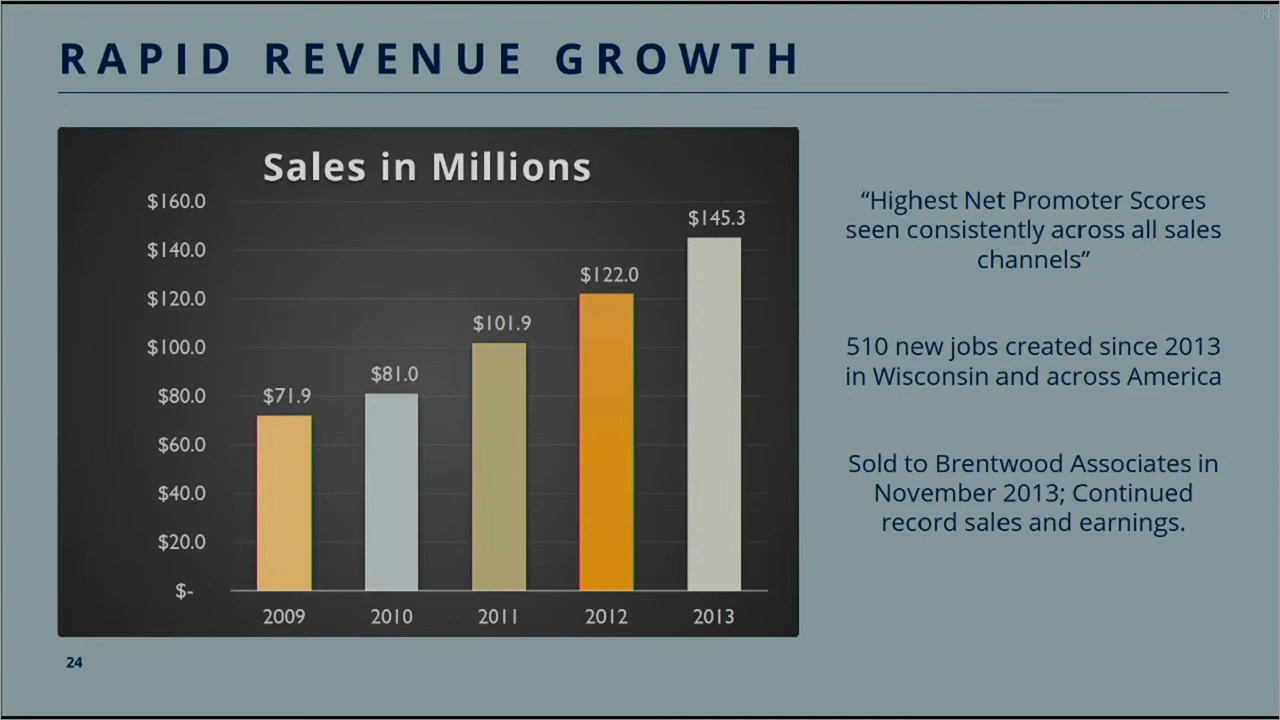 RAPID REVENUE GROWTH
Sales in Millions
$160.0
$140.0
$120.0
$100.0
$80.0
$60.0
$40.0
$20.0
$-
$71.9
$81.0
$101.9
$122.0
$145.3
2009
2010
2011
2012
2013
“Highest Net Promoter Scores
seen consistently across all sales
channels”
510 new jobs created since 2013
in Wisconsin and across America
Sold to Brentwood Associates in
November 2013; Continued
record sales and earnings.
24